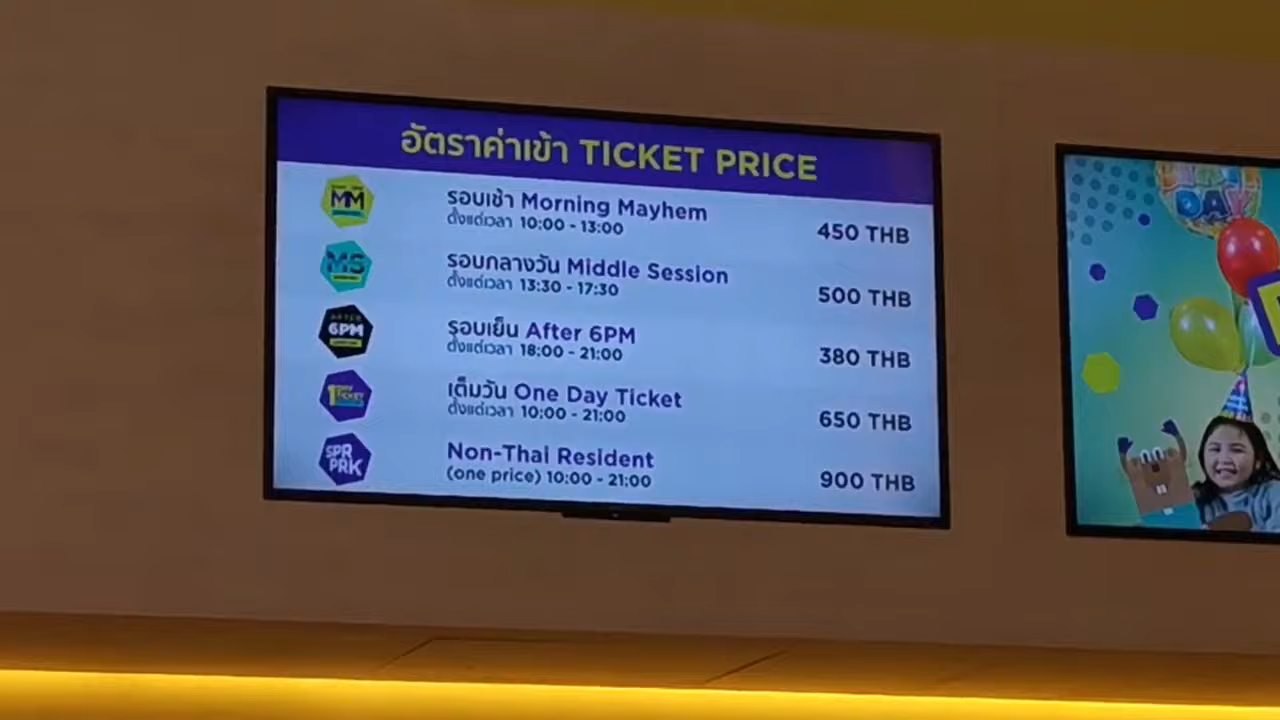 อัตราค่าเข้า TICKET PRICE
MM
รอบเช้า Morning Mayhem
450 THB
ตั้งแต่เวลา 10:00 - 13:00
MS
รอบกลางวัน Middle Session
500 THB
ตั้งแต่เวลา 13:30 - 17:30
AFTER
6PM
รอบเย็น After 6PM
380 THB
ตั้งแต่เวลา 18:00 - 21:00
1 DAY
TICKET
เต็มวัน One Day Ticket
650 THB
ตั้งแต่เวลา 10:00 - 21:00
SPR
PRK
Non-Thai Resident
900 THB
(one price) 10:00 - 21:00
DAY